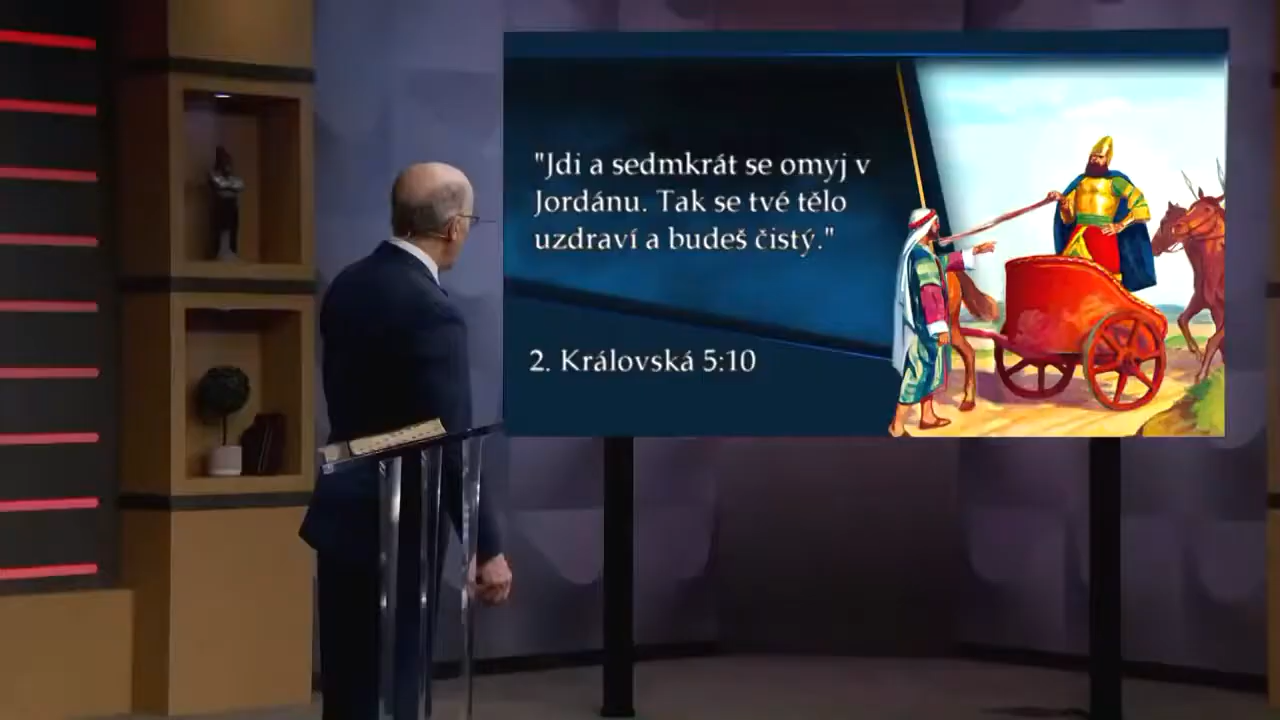 "Jdi a sedmkrát se omyj v
Jordánu. Tak se tvé tělo
uzdraví a budeš čistý."
2. Královská 5:10